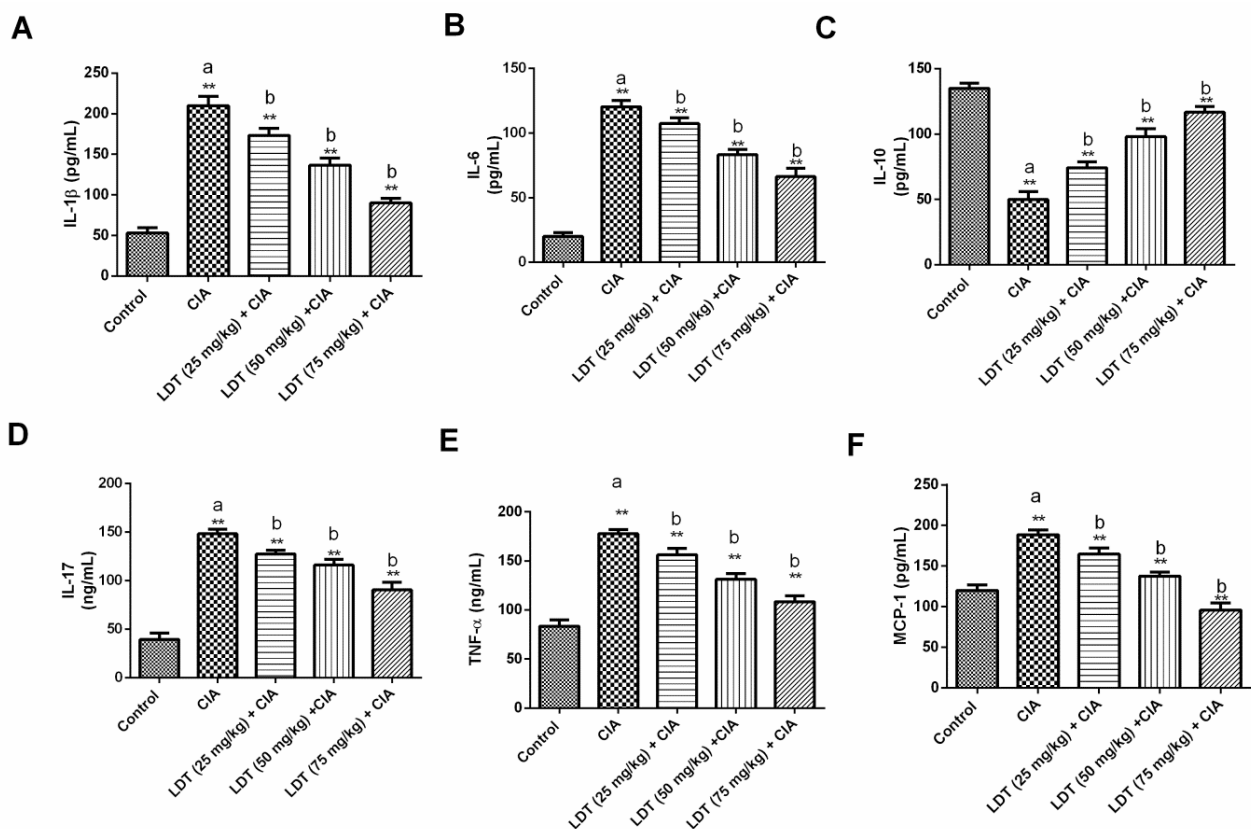 A
IL-1β (pg/mL)
250
200
150
100
50
0
a
**
b
**
b
**
b
**
Control
CIA
LDT (25 mg/kg) + CIA
LDT (50 mg/kg) +CIA
LDT (75 mg/kg) + CIA
B
IL-6
(pg/mL)
150
100
50
0
a
**
b
**
b
**
b
**
Control
CIA
LDT (25 mg/kg) + CIA
LDT (50 mg/kg) +CIA
LDT (75 mg/kg) + CIA
C
IL-10
(pg/mL)
150
100
50
0
a
**
b
**
b
**
b
**
Control
CIA
LDT (25 mg/kg) + CIA
LDT (50 mg/kg) +CIA
LDT (75 mg/kg) + CIA
D
IL-17
(ng/mL)
200
150
100
50
0
a
**
b
**
b
**
b
**
Control
CIA
LDT (25 mg/kg) + CIA
LDT (50 mg/kg) +CIA
LDT (75 mg/kg) + CIA
E
TNF-α (ng/mL)
200
150
100
50
0
a
**
b
**
b
**
b
**
Control
CIA
LDT (25 mg/kg) + CIA
LDT (50 mg/kg) +CIA
LDT (75 mg/kg) + CIA
F
MCP-1 (pg/mL)
250
200
150
100
50
0
a
**
b
**
b
**
b
**
Control
CIA
LDT (25 mg/kg) + CIA
LDT (50 mg/kg) +CIA
LDT (75 mg/kg) + CIA